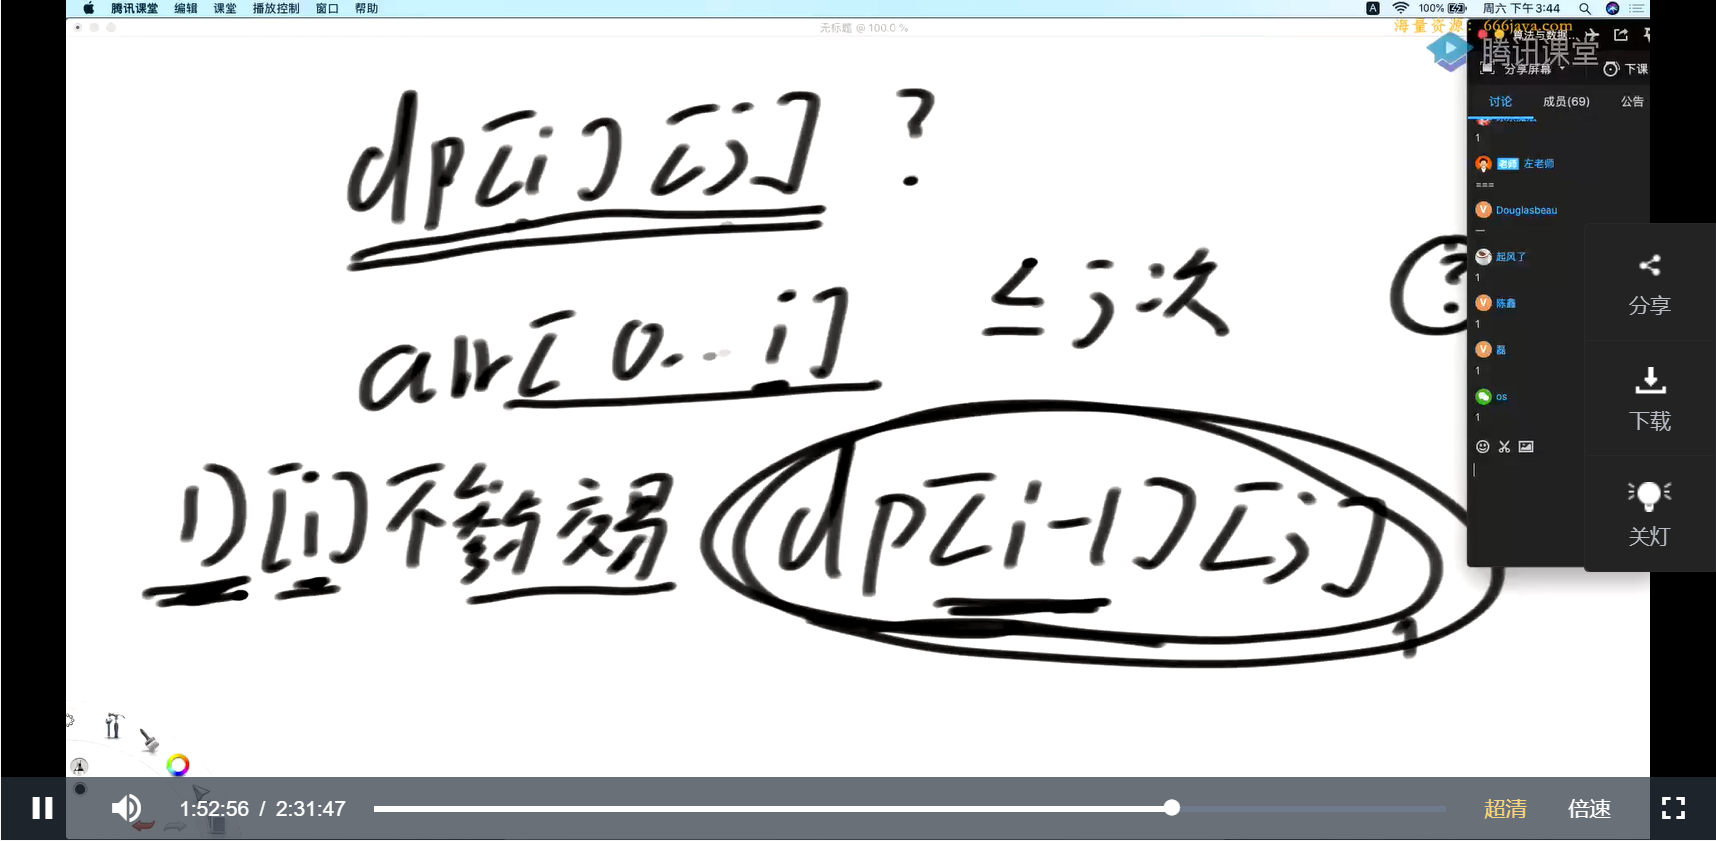 腾讯课堂 编辑 课堂 播放控制 窗口 帮助
A 100% 周六 下午3:44
无标题 @ 100.0 %
海量资源：666java.com
算法与数据...
腾讯课堂
分享屏幕 下课
讨论 成员(69) 公告
1
老师 左老师
===
V Douglasbeau
一
起风了
1
V 陈鑫
1
V 磊
1
os
1
dp[i][j] ?
arr[0...i] ≤ j次 ?
1) [i]不参与交易 dp[i-1][j]
1
分享
下载
关灯
1:52:56 / 2:31:47 超清 倍速